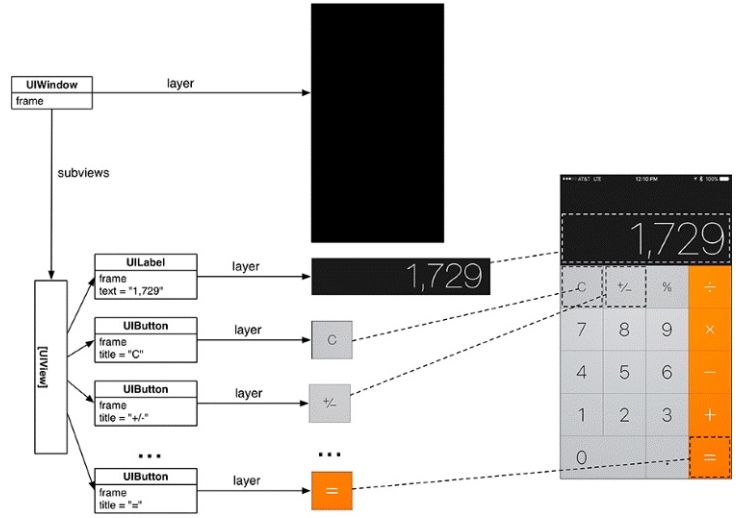 UIWindow
frame
layer
subviews
[UIView]
UILabel
frame
text = "1,729"
layer
1,729
UIButton
frame
title = "C"
layer
C
UIButton
frame
title = "+/-"
layer
+/-
...
...
UIButton
frame
title = "="
layer
=
AT&T LTE 12:10 PM 100%
1,729
C +/- % ÷
7 8 9 ×
4 5 6 −
1 2 3 +
0 . =